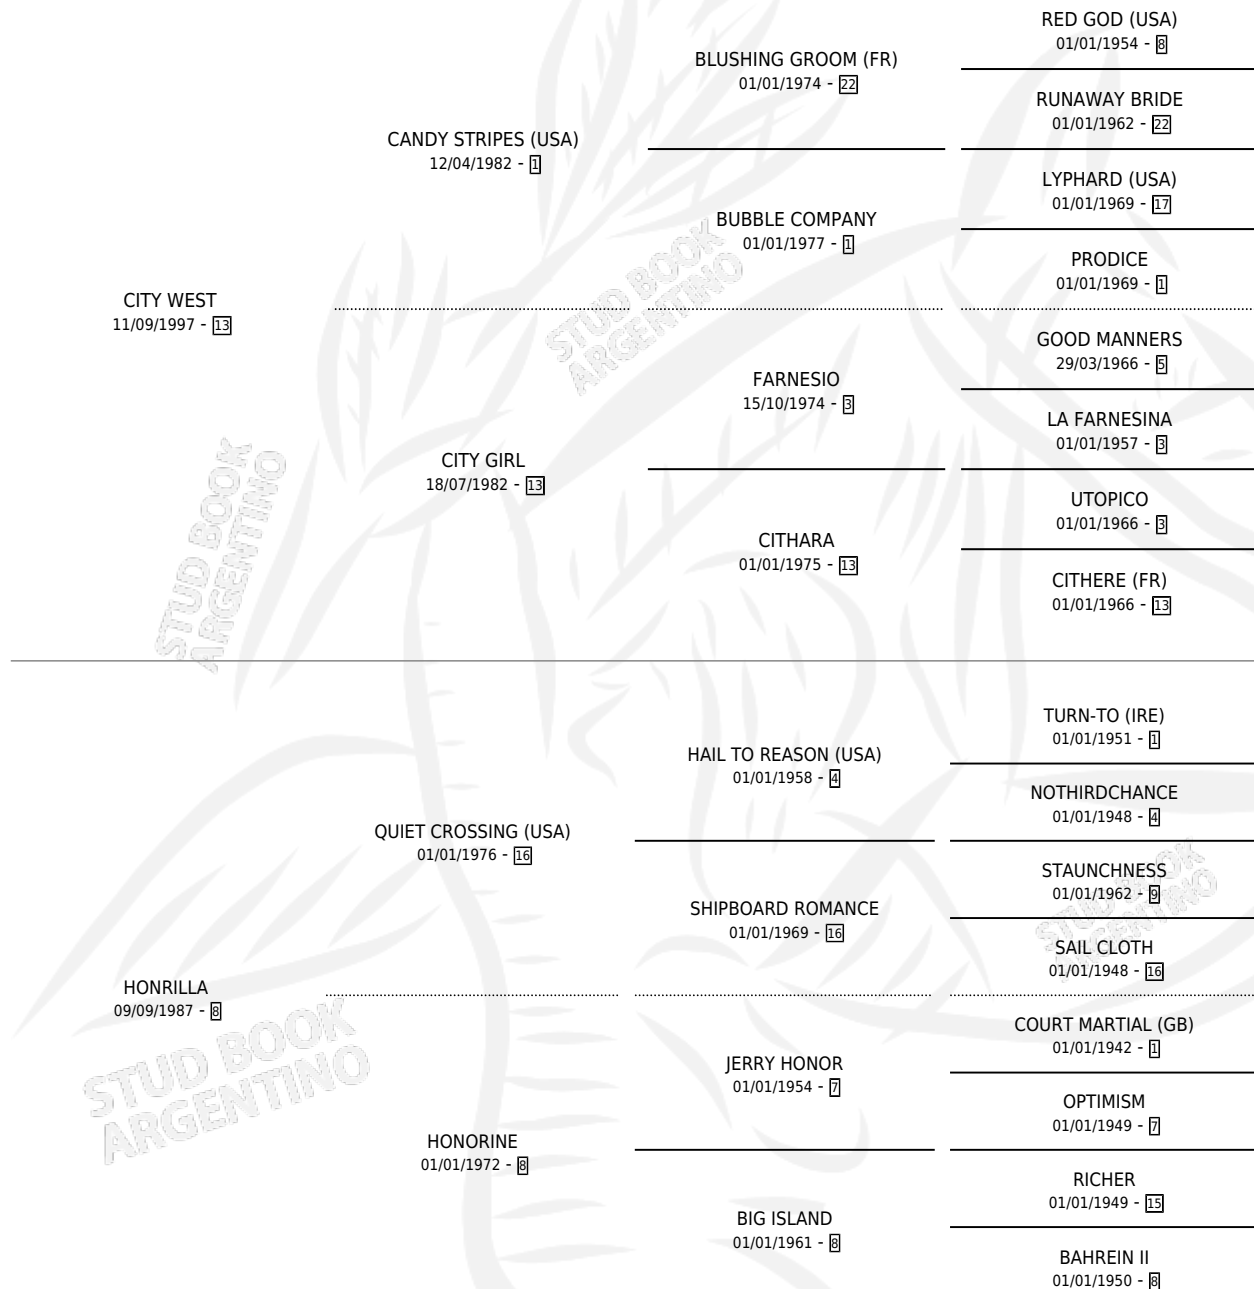 RED GOD (USA)
01/01/1954 - 8
BLUSHING GROOM (FR)
01/01/1974 - 22
RUNAWAY BRIDE
01/01/1962 - 22
CANDY STRIPES (USA)
12/04/1982 - 1
LYPHARD (USA)
01/01/1969 - 17
BUBBLE COMPANY
01/01/1977 - 1
PRODICE
01/01/1969 - 1
CITY WEST
11/09/1997 - 13
STUD BOOK
ARGENTINO
GOOD MANNERS
29/03/1966 - 5
FARNESIO
15/10/1974 - 3
LA FARNESINA
01/01/1957 - 3
CITY GIRL
18/07/1982 - 13
UTOPICO
01/01/1966 - 3
CITHARA
01/01/1975 - 13
CITHERE (FR)
01/01/1966 - 13
STUD BOOK
ARGENTINO
TURN-TO (IRE)
01/01/1951 - 1
HAIL TO REASON (USA)
01/01/1958 - 4
NOTHIRDCHANCE
01/01/1948 - 4
QUIET CROSSING (USA)
01/01/1976 - 16
STAUNCHNESS
01/01/1962 - 9
SHIPBOARD ROMANCE
01/01/1969 - 16
STUD BOOK
ARGENTINO
SAIL CLOTH
01/01/1948 - 16
HONRILLA
09/09/1987 - 8
COURT MARTIAL (GB)
01/01/1942 - 1
STUD BOOK
ARGENTINO
JERRY HONOR
01/01/1954 - 7
OPTIMISM
01/01/1949 - 7
HONORINE
01/01/1972 - 8
RICHER
01/01/1949 - 15
BIG ISLAND
01/01/1961 - 8
BAHREIN II
01/01/1950 - 8